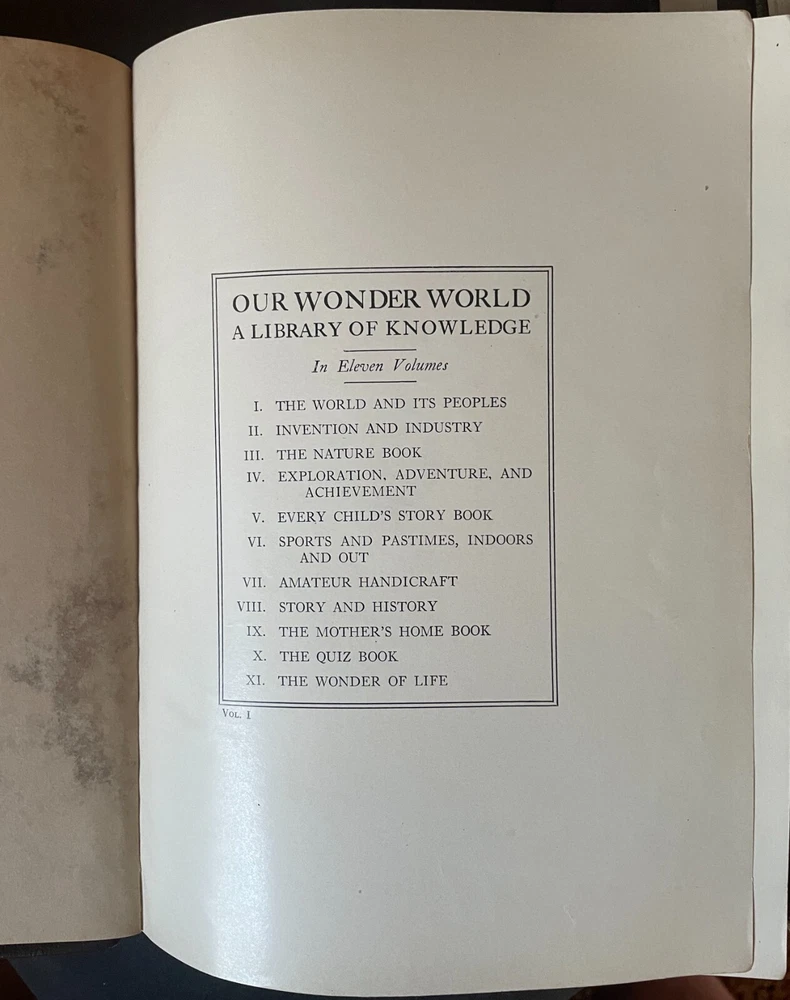 OUR WONDER WORLD
A LIBRARY OF KNOWLEDGE
In Eleven Volumes
I. THE WORLD AND ITS PEOPLES
II. INVENTION AND INDUSTRY
III. THE NATURE BOOK
IV. EXPLORATION, ADVENTURE, AND
ACHIEVEMENT
V. EVERY CHILD'S STORY BOOK
VI. SPORTS AND PASTIMES, INDOORS
AND OUT
VII. AMATEUR HANDICRAFT
VIII. STORY AND HISTORY
IX. THE MOTHER'S HOME BOOK
X. THE QUIZ BOOK
XI. THE WONDER OF LIFE
VOL. I